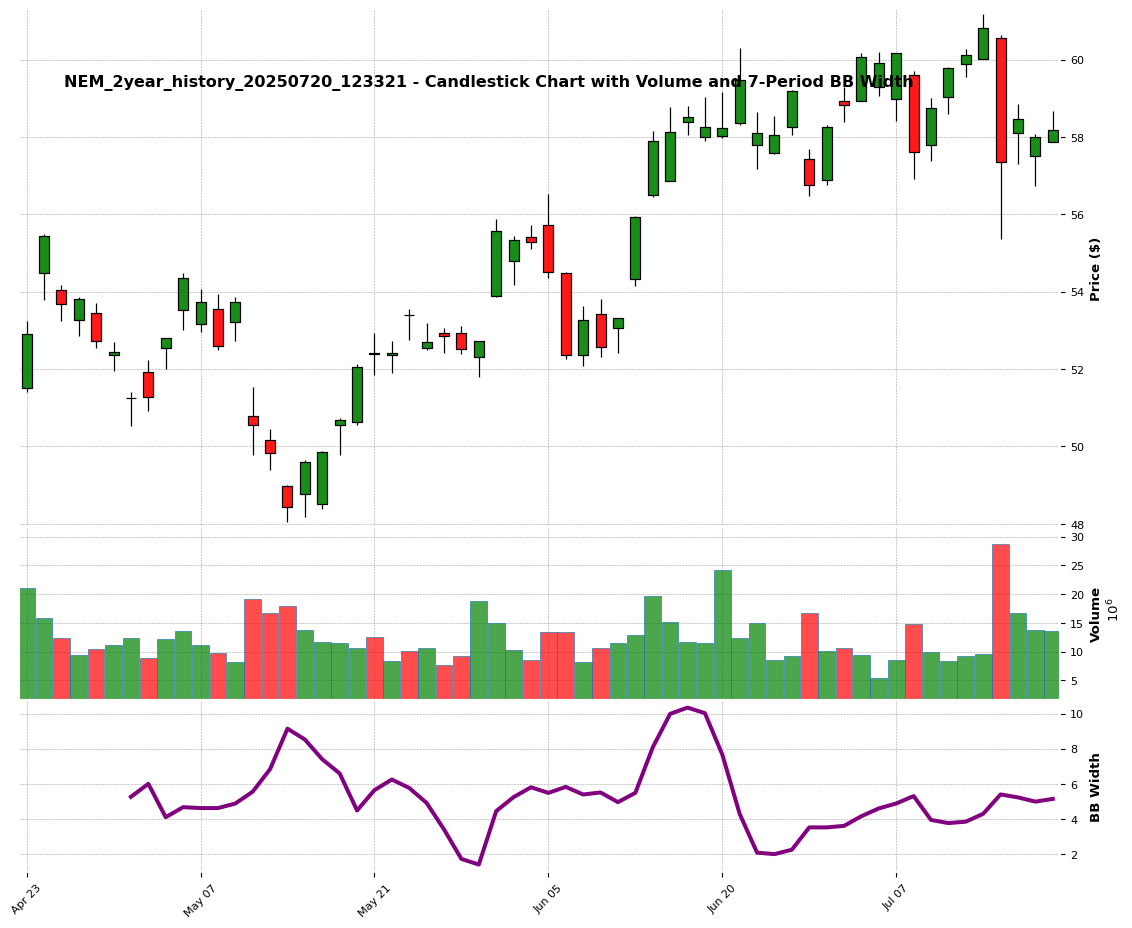 NEM_2year_history_20250720_123321 - Candlestick Chart with Volume and 7-Period BB Width
60
58
56
54
52
50
48
Price ($)
30
25
20
15
10
5
Volume
10^6
10
8
6
4
2
BB Width
Apr 23
May 07
May 21
Jun 05
Jun 20
Jul 07